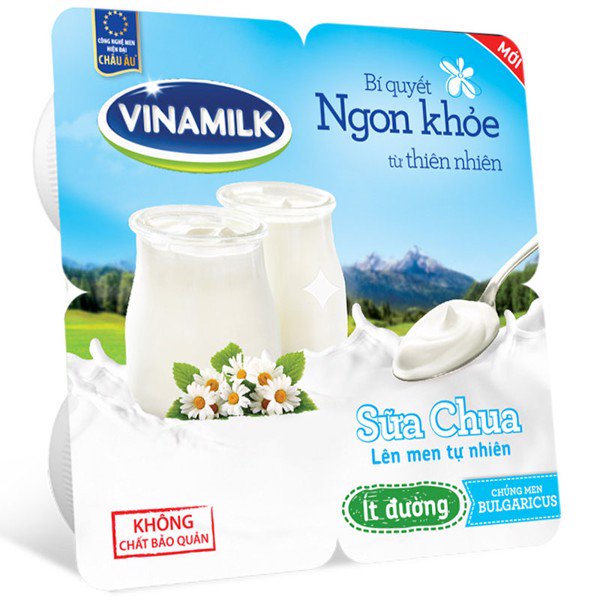 CÔNG NGHỆ MEN
HIỆN ĐẠI
CHÂU ÂU
VINAMILK
MỚI
Bí quyết
Ngon khỏe
từ thiên nhiên
Sữa Chua
Lên men tự nhiên
Ít đường
CHỦNG MEN
BULGARICUS
KHÔNG
CHẤT BẢO QUẢN